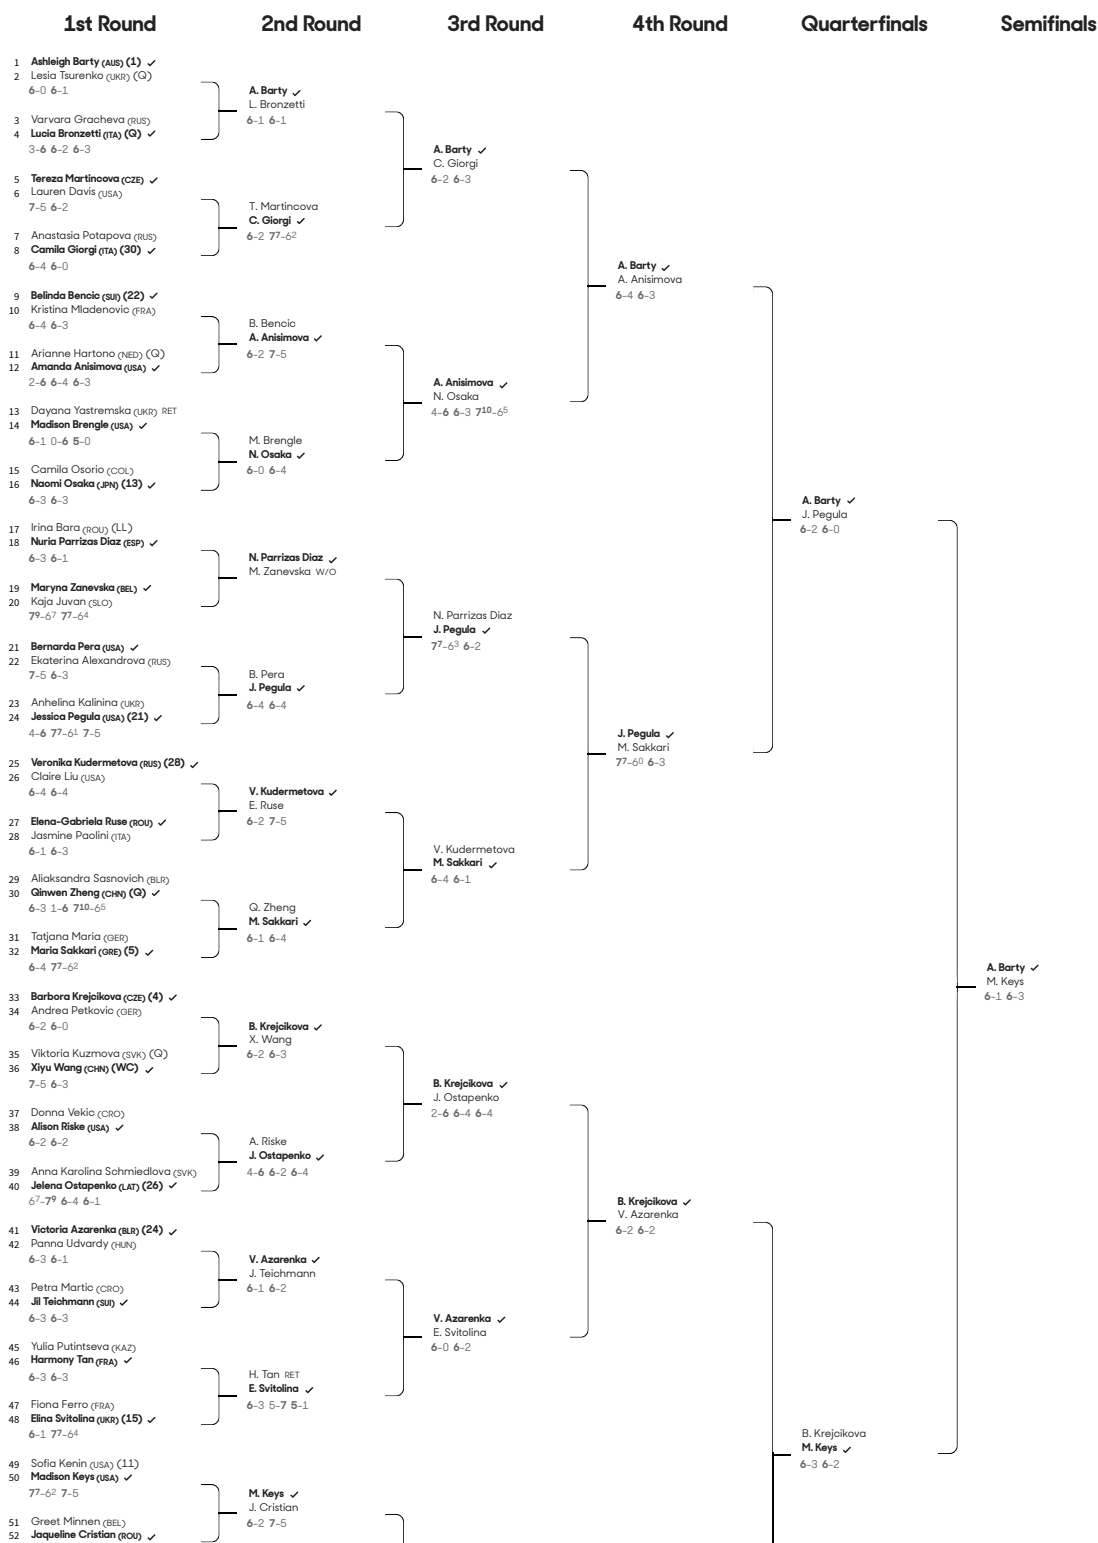 1st Round
2nd Round
3rd Round
4th Round
Quarterfinals
Semifinals
1 Ashleigh Barty (AUS) (1) ✓
2 Lesia Tsurenko (UKR) (Q)
6-0 6-1
3 Varvara Gracheva (RUS)
4 Lucia Bronzetti (ITA) (Q) ✓
3-6 6-2 6-3
5 Tereza Martincova (CZE) ✓
6 Lauren Davis (USA)
7-5 6-2
7 Anastasia Potapova (RUS)
8 Camila Giorgi (ITA) (30) ✓
6-4 6-0
9 Belinda Bencic (SUI) (22) ✓
10 Kristina Mladenovic (FRA)
6-4 6-3
11 Arianne Hartono (NED) (Q)
12 Amanda Anisimova (USA) ✓
2-6 6-4 6-3
13 Dayana Yastremska (UKR) RET
14 Madison Brengle (USA) ✓
6-1 0-6 5-0
15 Camila Osorio (COL)
16 Naomi Osaka (JPN) (13) ✓
6-3 6-3
17 Irina Bara (ROU) (LL)
18 Nuria Parrizas Diaz (ESP) ✓
6-3 6-1
19 Maryna Zanevska (BEL) ✓
20 Kaja Juvan (SLO)
7⁹-6⁷ 7⁷-6⁴
21 Bernarda Pera (USA) ✓
22 Ekaterina Alexandrova (RUS)
7-5 6-3
23 Anhelina Kalinina (UKR)
24 Jessica Pegula (USA) (21) ✓
4-6 7⁷-6¹ 7-5
25 Veronika Kudermetova (RUS) (28) ✓
26 Claire Liu (USA)
6-4 6-4
27 Elena-Gabriela Ruse (ROU) ✓
28 Jasmine Paolini (ITA)
6-1 6-3
29 Aliaksandra Sasnovich (BLR)
30 Qinwen Zheng (CHN) (Q) ✓
6-3 1-6 7¹⁰-6⁵
31 Tatjana Maria (GER)
32 Maria Sakkari (GRE) (5) ✓
6-4 7⁷-6²
33 Barbora Krejcikova (CZE) (4) ✓
34 Andrea Petkovic (GER)
6-2 6-0
35 Viktoria Kuzmova (SVK) (Q)
36 Xiyu Wang (CHN) (WC) ✓
7-5 6-3
37 Donna Vekic (CRO)
38 Alison Riske (USA) ✓
6-2 6-2
39 Anna Karolina Schmiedlova (SVK)
40 Jelena Ostapenko (LAT) (26) ✓
6⁷-7⁹ 6-4 6-1
41 Victoria Azarenka (BLR) (24) ✓
42 Panna Udvardy (HUN)
6-3 6-1
43 Petra Martic (CRO)
44 Jil Teichmann (SUI) ✓
6-3 6-3
45 Yulia Putintseva (KAZ)
46 Harmony Tan (FRA) ✓
6-3 6-3
47 Fiona Ferro (FRA)
48 Elina Svitolina (UKR) (15) ✓
6-1 7⁷-6⁴
49 Sofia Kenin (USA) (11)
50 Madison Keys (USA) ✓
7⁷-6² 7-5
51 Greet Minnen (BEL)
52 Jaqueline Cristian (ROU) ✓
A. Barty ✓
L. Bronzetti
6-1 6-1
T. Martincova
C. Giorgi ✓
6-2 7⁷-6²
B. Bencic
A. Anisimova ✓
6-2 7-5
M. Brengle
N. Osaka ✓
6-0 6-4
N. Parrizas Diaz ✓
M. Zanevska W/O
B. Pera
J. Pegula ✓
6-4 6-4
V. Kudermetova ✓
E. Ruse
6-2 7-5
Q. Zheng
M. Sakkari ✓
6-1 6-4
B. Krejcikova ✓
X. Wang
6-2 6-3
A. Riske
J. Ostapenko ✓
4-6 6-2 6-4
V. Azarenka ✓
J. Teichmann
6-1 6-2
H. Tan RET
E. Svitolina ✓
6-3 5-7 5-1
M. Keys ✓
J. Cristian
6-2 7-5
A. Barty ✓
C. Giorgi
6-2 6-3
A. Anisimova ✓
N. Osaka
4-6 6-3 7¹⁰-6⁵
N. Parrizas Diaz
J. Pegula ✓
7⁷-6³ 6-2
V. Kudermetova
M. Sakkari ✓
6-4 6-1
B. Krejcikova ✓
J. Ostapenko
2-6 6-4 6-4
V. Azarenka ✓
E. Svitolina
6-0 6-2
A. Barty ✓
A. Anisimova
6-4 6-3
J. Pegula ✓
M. Sakkari
7⁷-6⁰ 6-3
B. Krejcikova ✓
V. Azarenka
6-2 6-2
A. Barty ✓
J. Pegula
6-2 6-0
B. Krejcikova
M. Keys ✓
6-3 6-2
A. Barty ✓
M. Keys
6-1 6-3